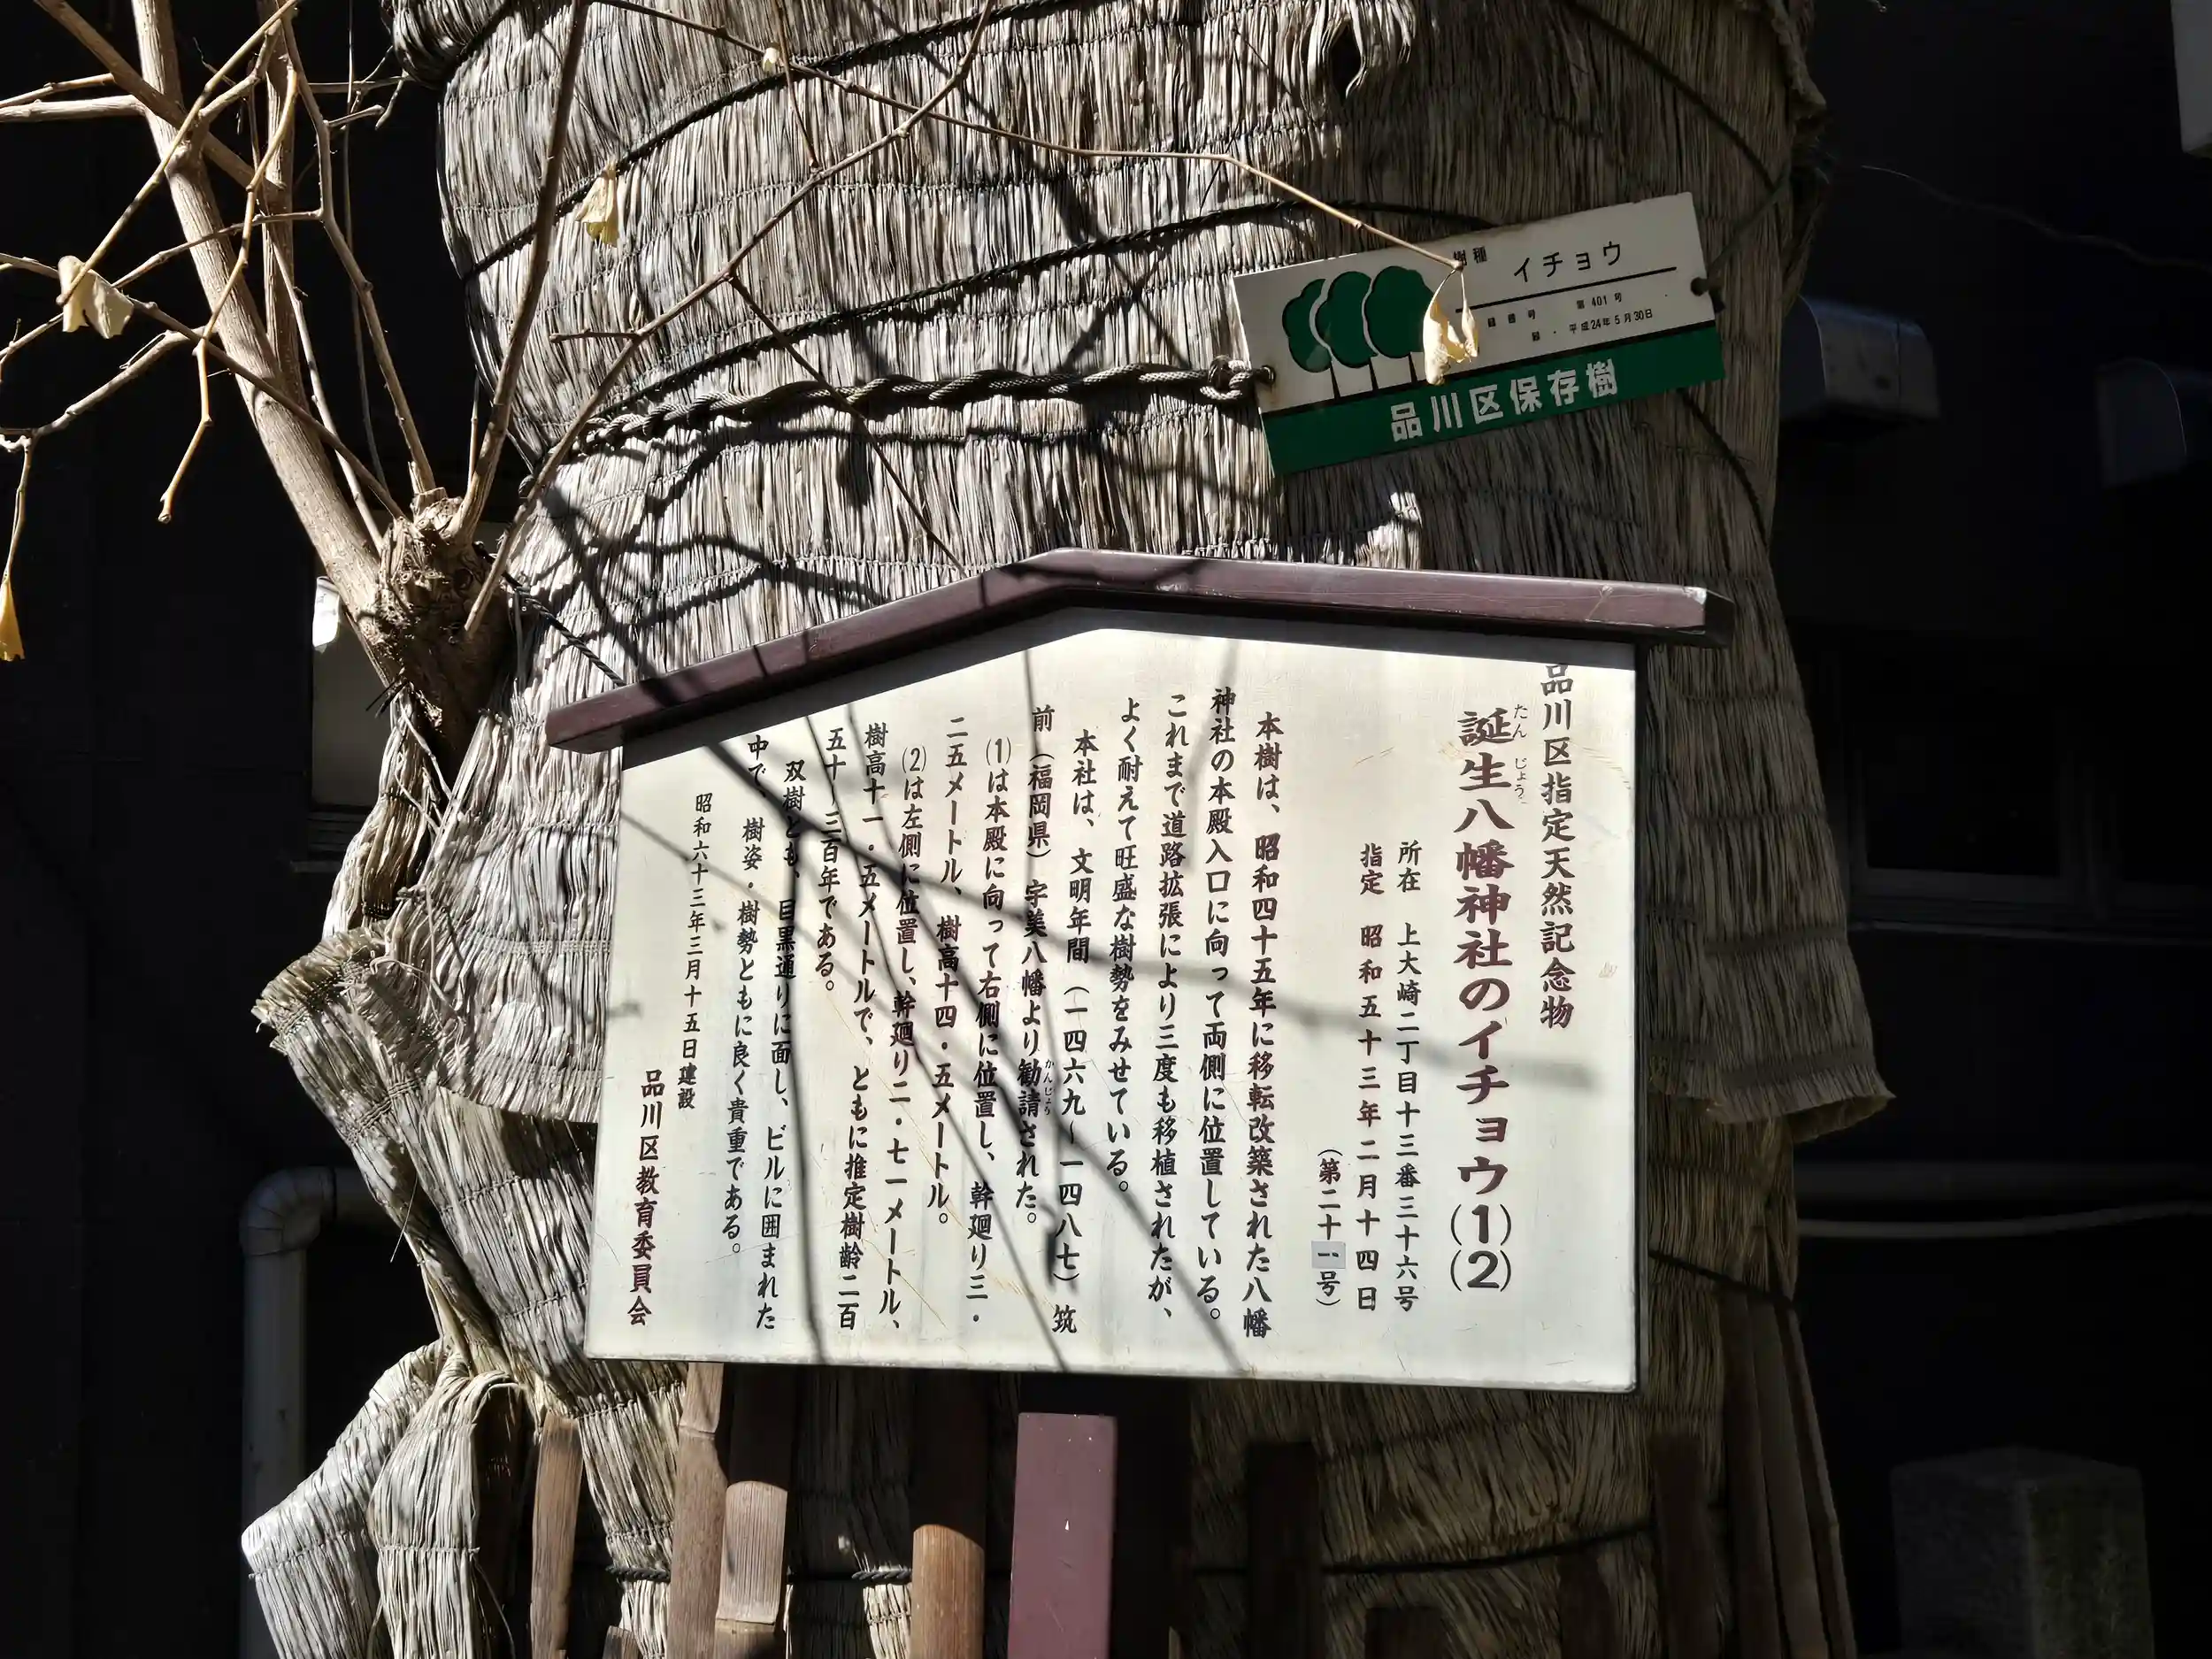 樹種 イチョウ
録番号 第401号
録・平成24年5月30日
品川区保存樹
品川区指定天然記念物
誕生八幡神社のイチョウ(1)(2)
たん じょう
所在 上大崎二丁目十三番三十六号
指定 昭和五十三年二月十四日
(第二十一号)
本樹は、昭和四十五年に移転改築された八幡
神社の本殿入口に向って両側に位置している。
これまで道路拡張により三度も移植されたが、
よく耐えて旺盛な樹勢をみせている。
本社は、文明年間(一四六九~一四八七)筑
前(福岡県)宇美八幡より勧請された。
かんじょう
(1)は本殿に向って右側に位置し、幹廻り三・
二五メートル、樹高十四・五メートル。
(2)は左側に位置し、幹廻り二・七一メートル、
樹高十一・五メートルで、ともに推定樹齢二百
五十~三百年である。
双樹とも、目黒通りに面し、ビルに囲まれた
中で、樹姿・樹勢ともに良く貴重である。
昭和六十三年三月十五日建設
品川区教育委員会